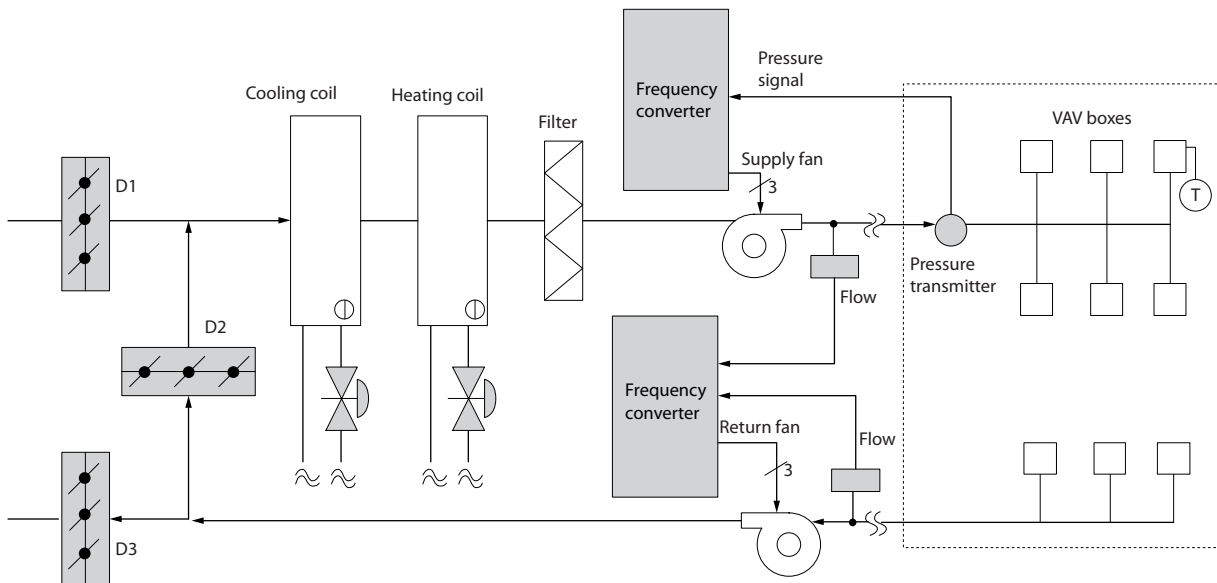 Cooling coil
Heating coil
Filter
Frequency
converter
Pressure
signal
VAV boxes
D1
Supply fan
3
T
Pressure
transmitter
Flow
D2
Frequency
converter
Return fan
3
Flow
D3